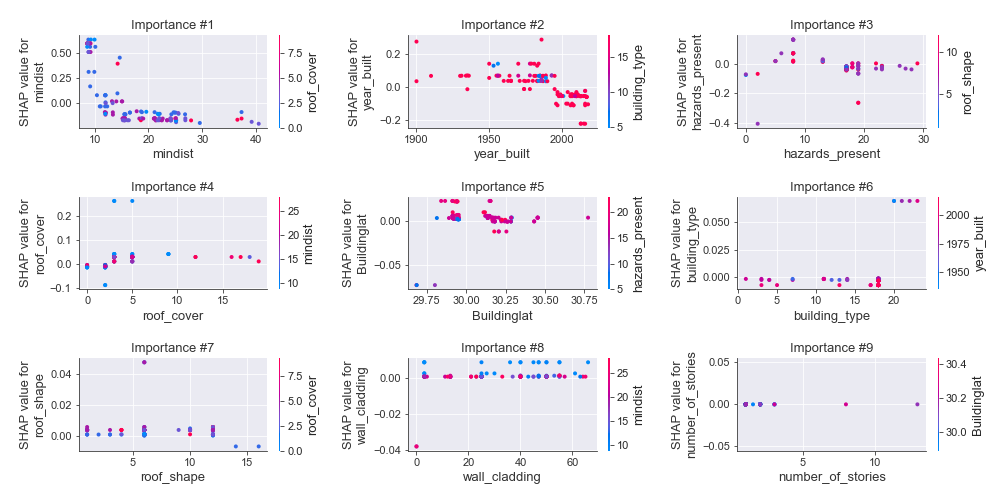 Importance #1
SHAP value for
mindist
0.50
0.25
0.00
10
20
30
40
mindist
7.5
5.0
2.5
0.0
roof_cover
Importance #2
SHAP value for
year_built
0.2
0.0
−0.2
1900
1950
2000
year_built
15
10
5
building_type
Importance #3
SHAP value for
hazards_present
0.0
−0.2
−0.4
0
10
20
30
hazards_present
10
5
roof_shape
Importance #4
SHAP value for
roof_cover
0.2
0.1
0.0
−0.1
0
5
10
15
roof_cover
25
20
15
10
mindist
Importance #5
SHAP value for
Buildinglat
0.00
−0.05
29.75
30.00
30.25
30.50
30.75
Buildinglat
20
15
10
5
hazards_present
Importance #6
SHAP value for
building_type
0.050
0.025
0.000
0
10
20
building_type
2000
1975
1950
year_built
Importance #7
SHAP value for
roof_shape
0.04
0.02
0.00
5
10
15
roof_shape
7.5
5.0
2.5
0.0
roof_cover
Importance #8
SHAP value for
wall_cladding
0.00
−0.02
−0.04
0
20
40
60
wall_cladding
25
20
15
10
mindist
Importance #9
SHAP value for
number_of_stories
0.05
0.00
−0.05
5
10
number_of_stories
30.4
30.2
30.0
Buildinglat